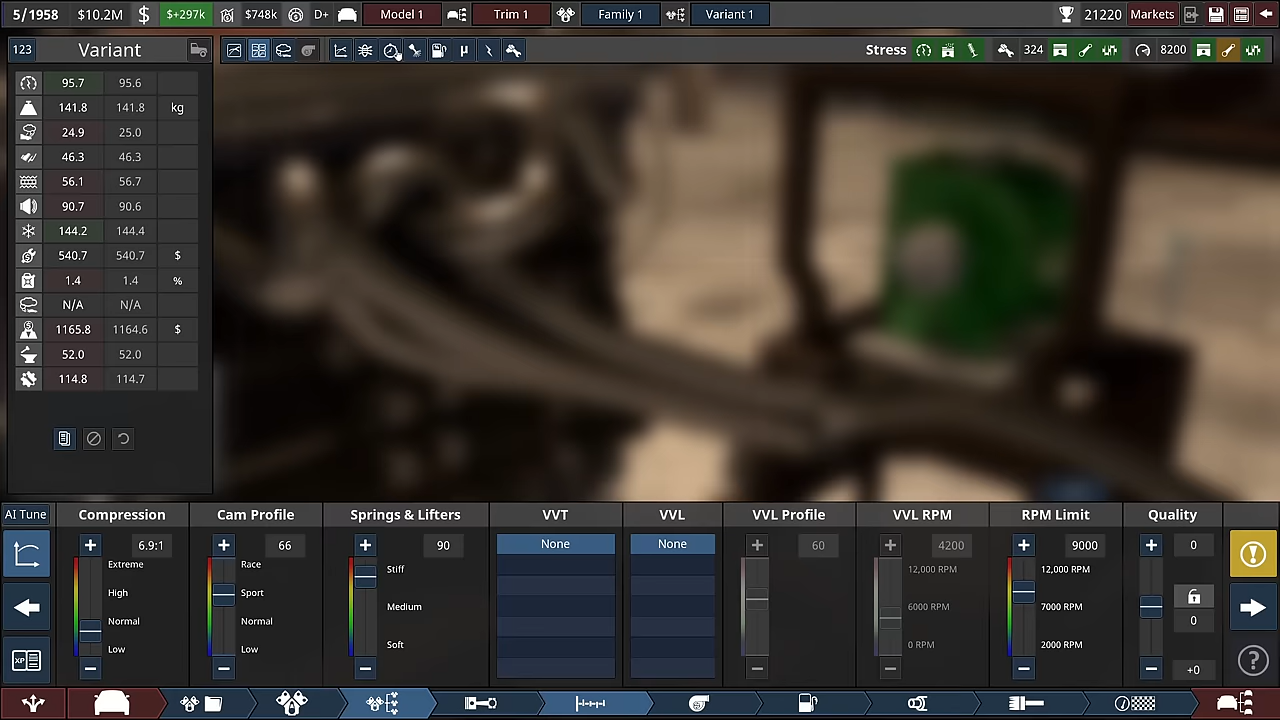 5/1958 $10.2M $ $+297k $748k D+ Model 1 Trim 1 Family 1 Variant 1 21220 Markets
123 Variant Stress 324 8200
95.7 95.6
141.8 141.8 kg
24.9 25.0
46.3 46.3
56.1 56.7
90.7 90.6
144.2 144.4
540.7 540.7 $
1.4 1.4 %
N/A N/A
1165.8 1164.6 $
52.0 52.0
114.8 114.7
AI Tune Compression Cam Profile Springs & Lifters VVT VVL VVL Profile VVL RPM RPM Limit Quality
+ 6.9:1 + 66 + 90 None None + 60 + 4200 + 9000 + 0
Extreme Race Stiff 12,000 RPM 12,000 RPM
High Sport Medium 6000 RPM 7000 RPM 0
Normal Normal Soft 0 RPM 2000 RPM
Low Low
XP +0 ?